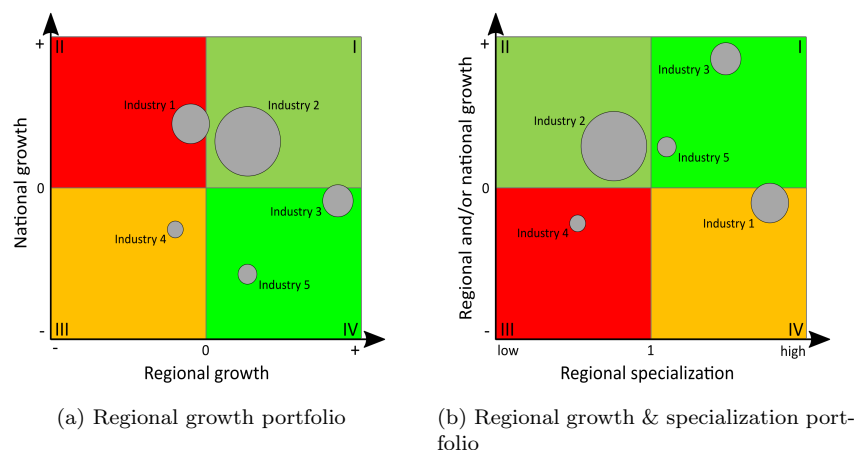 +
II
I
Industry 1
Industry 2
National growth
0
Industry 3
Industry 4
Industry 5
-
III
IV
-
0
+
Regional growth
(a) Regional growth portfolio
+
II
I
Industry 3
Industry 2
Industry 5
Regional and/or national growth
0
Industry 4
Industry 1
-
III
IV
low
1
high
Regional specialization
(b) Regional growth & specialization port-
folio